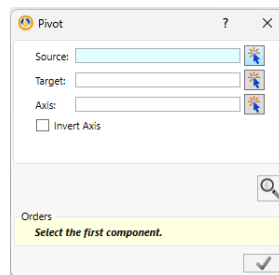 Pivot ?
Source:
Target:
Axis:
Invert Axis
Orders
Select the first component.